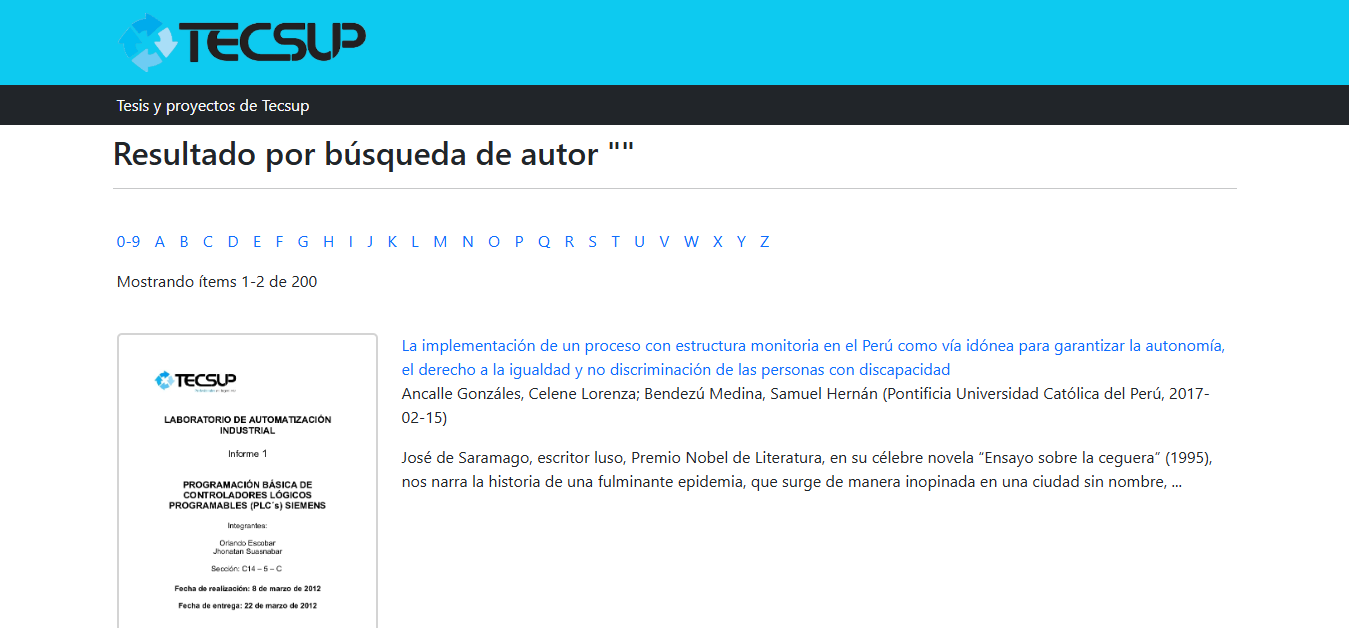 TECSUP
Tesis y proyectos de Tecsup
Resultado por búsqueda de autor ""
0-9 A B C D E F G H I J K L M N O P Q R S T U V W X Y Z
Mostrando ítems 1-2 de 200
TECSUP
LABORATORIO DE AUTOMATIZACIÓN
INDUSTRIAL
Informe 1
PROGRAMACIÓN BÁSICA DE
CONTROLADORES LÓGICOS
PROGRAMABLES (PLC´s) SIEMENS
Integrantes:
Orlando Escobar
Jhonatan Suasnabar
Sección: C14 – 5 – C
Fecha de realización: 8 de marzo de 2012
Fecha de entrega: 22 de marzo de 2012
La implementación de un proceso con estructura monitoria en el Perú como vía idónea para garantizar la autonomía,
el derecho a la igualdad y no discriminación de las personas con discapacidad
Ancalle Gonzáles, Celene Lorenza; Bendezú Medina, Samuel Hernán (Pontificia Universidad Católica del Perú, 2017-
02-15)
José de Saramago, escritor luso, Premio Nobel de Literatura, en su célebre novela “Ensayo sobre la ceguera” (1995),
nos narra la historia de una fulminante epidemia, que surge de manera inopinada en una ciudad sin nombre, ...